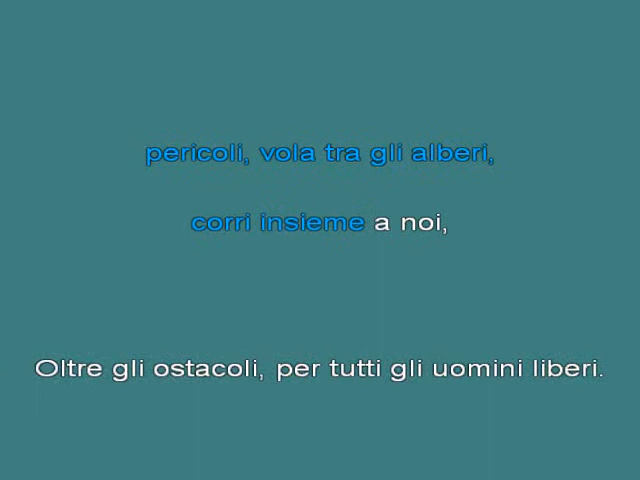 pericoli, vola tra gli alberi,
corri insieme a noi,
Oltre gli ostacoli, per tutti gli uomini liberi.